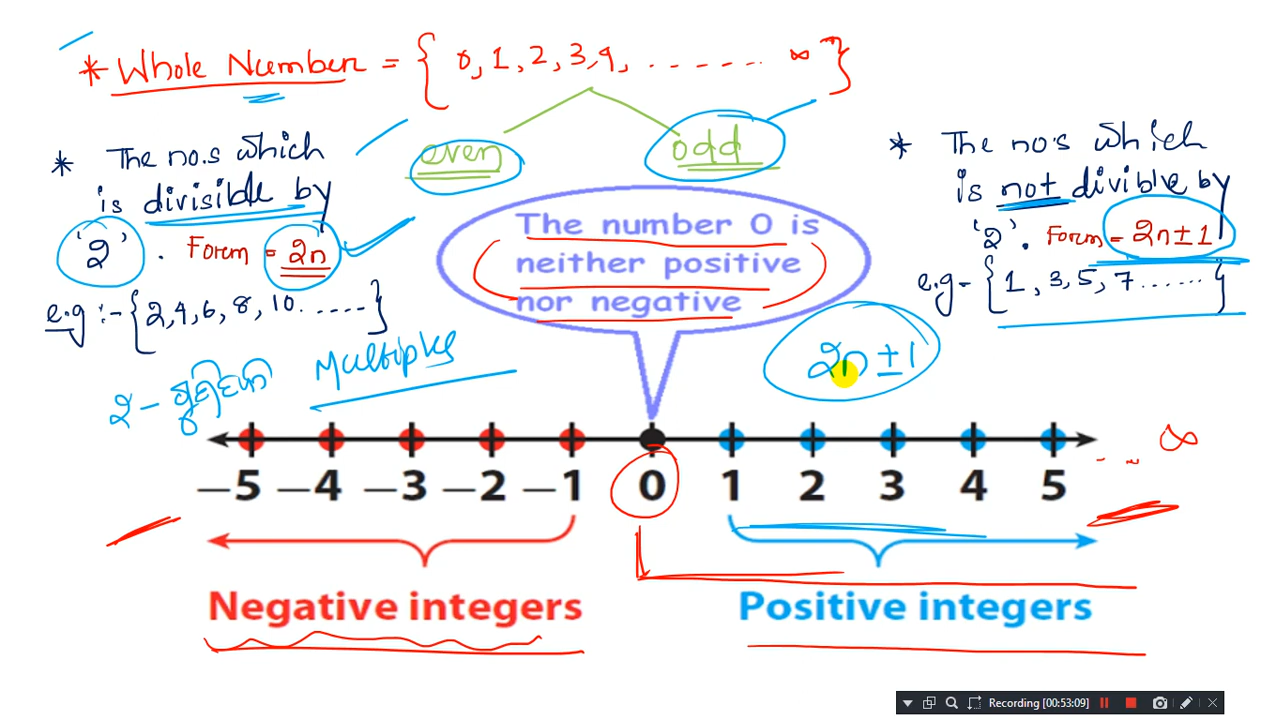 * Whole Number = { 0, 1, 2, 3, 4, ....... ∞ }
even odd
* The no.s which
is divisible by
'2'. Form = 2n
e.g :- { 2, 4, 6, 8, 10. ..... }
* The no's which
is not divible by
'2'. Form = 2n ± 1
e.g - { 1, 3, 5, 7 ...... }
The number 0 is
neither positive
nor negative
2n ± 1
Multiples
2 -
... ∞
−5 −4 −3 −2 −1 0 1 2 3 4 5
Negative integers Positive integers
Recording [00:53:09]